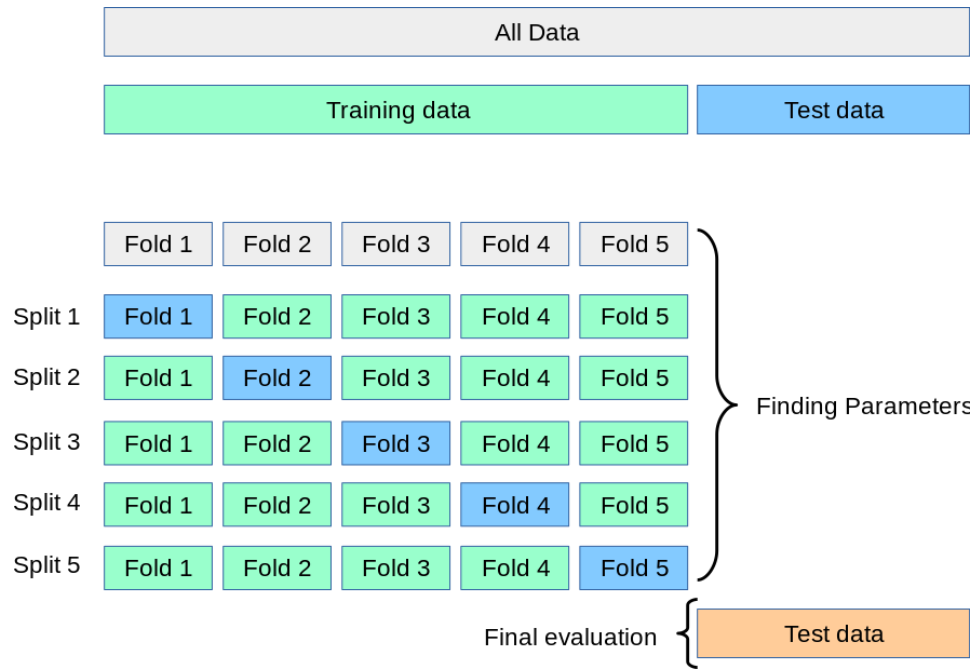 All Data
Training data
Test data
Fold 1 Fold 2 Fold 3 Fold 4 Fold 5
Split 1 Fold 1 Fold 2 Fold 3 Fold 4 Fold 5
Split 2 Fold 1 Fold 2 Fold 3 Fold 4 Fold 5
Finding Parameters
Split 3 Fold 1 Fold 2 Fold 3 Fold 4 Fold 5
Split 4 Fold 1 Fold 2 Fold 3 Fold 4 Fold 5
Split 5 Fold 1 Fold 2 Fold 3 Fold 4 Fold 5
Final evaluation
Test data